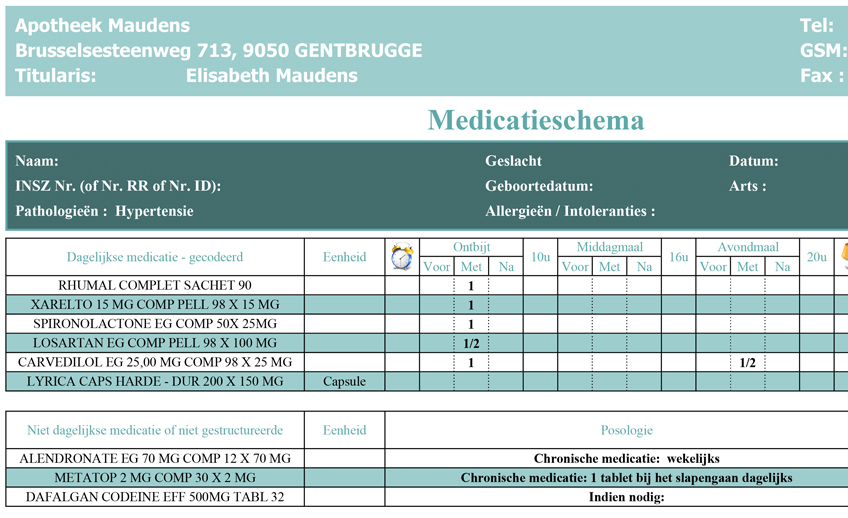 Apotheek Maudens Tel:
Brusselsesteenweg 713, 9050 GENTBRUGGE GSM:
Titularis: Elisabeth Maudens Fax :
Medicatieschema
Naam: Geslacht Datum:
INSZ Nr. (of Nr. RR of Nr. ID): Geboortedatum: Arts :
Pathologieën : Hypertensie Allergieën / Intoleranties :
Dagelijkse medicatie - gecodeerd Eenheid Ontbijt 10u Middagmaal 16u Avondmaal 20u
Voor Met Na Voor Met Na Voor Met Na
RHUMAL COMPLET SACHET 90 1
XARELTO 15 MG COMP PELL 98 X 15 MG 1
SPIRONOLACTONE EG COMP 50X 25MG 1
LOSARTAN EG COMP PELL 98 X 100 MG 1/2
CARVEDILOL EG 25,00 MG COMP 98 X 25 MG 1 1/2
LYRICA CAPS HARDE - DUR 200 X 150 MG Capsule
Niet dagelijkse medicatie of niet gestructureerde Eenheid Posologie
ALENDRONATE EG 70 MG COMP 12 X 70 MG Chronische medicatie: wekelijks
METATOP 2 MG COMP 30 X 2 MG Chronische medicatie: 1 tablet bij het slapengaan dagelijks
DAFALGAN CODEINE EFF 500MG TABL 32 Indien nodig: